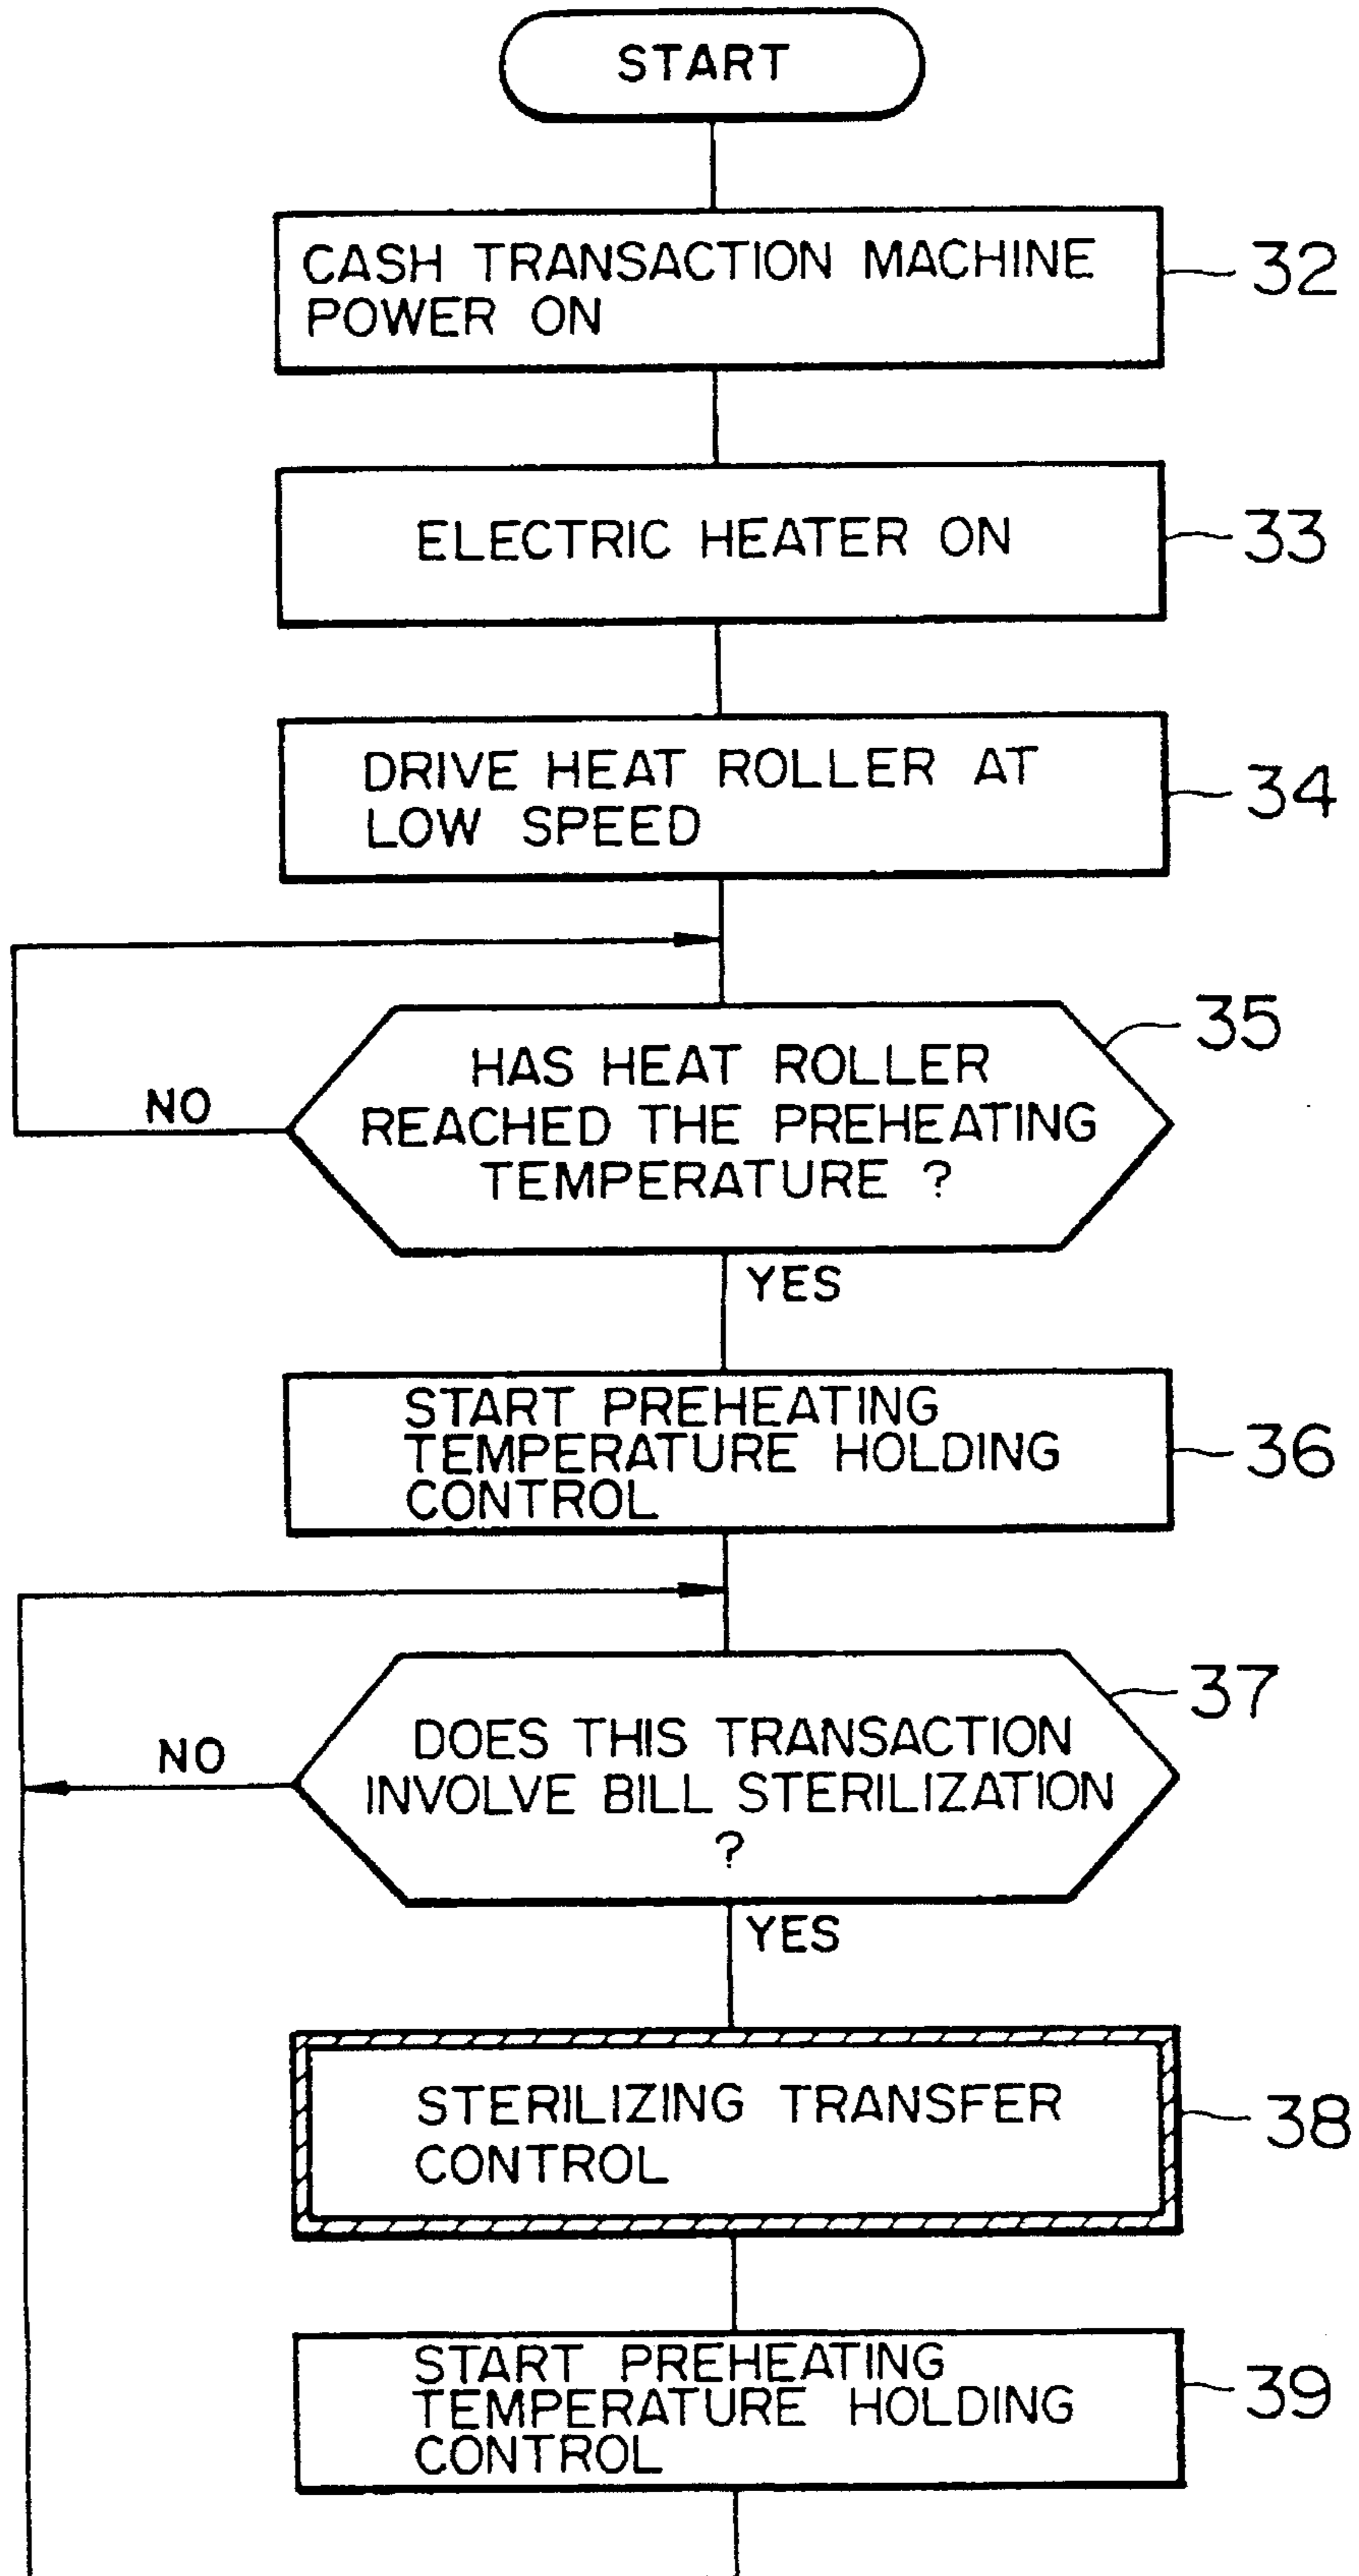 START
CASH TRANSACTION MACHINE
POWER ON
32
ELECTRIC HEATER ON
33
DRIVE HEAT ROLLER AT
LOW SPEED
34
35
HAS HEAT ROLLER
REACHED THE PREHEATING
TEMPERATURE ?
NO
YES
START PREHEATING
TEMPERATURE HOLDING
CONTROL
36
37
DOES THIS TRANSACTION
INVOLVE BILL STERILIZATION
?
NO
YES
STERILIZING TRANSFER
CONTROL
38
START PREHEATING
TEMPERATURE HOLDING
CONTROL
39